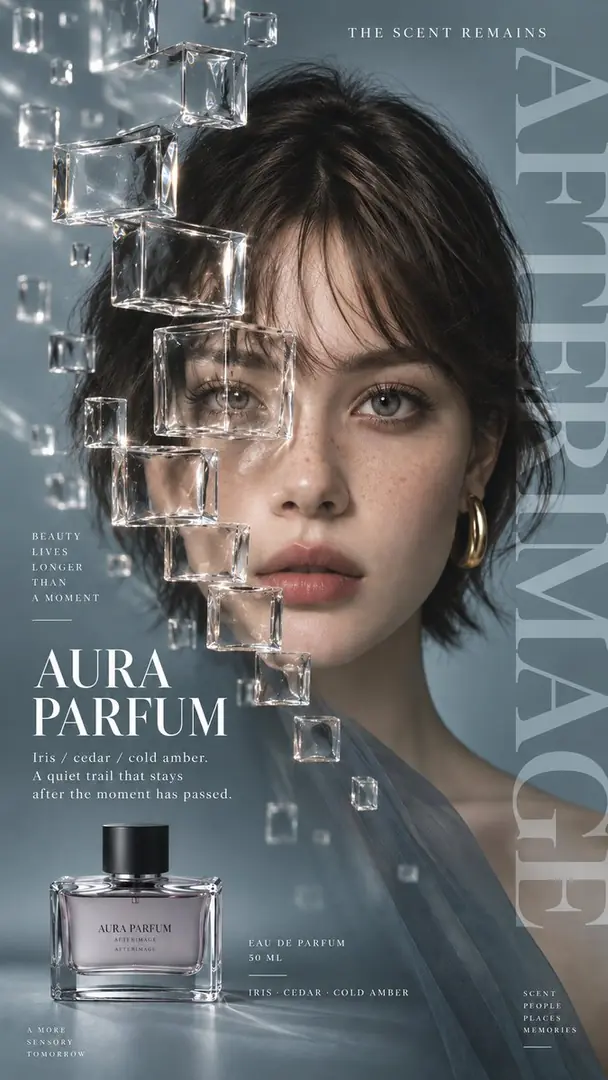 THE SCENT REMAINS
AFTERIMAGE
BEAUTY
LIVES
LONGER
THAN
A MOMENT
AURA
PARFUM
Iris / cedar / cold amber.
A quiet trail that stays
after the moment has passed.
AURA PARFUM
AFTERIMAGE
AFTERIMAGE
EAU DE PARFUM
50 ML
IRIS · CEDAR · COLD AMBER
A MORE
SENSORY
TOMORROW
SCENT
PEOPLE
PLACES
MEMORIES